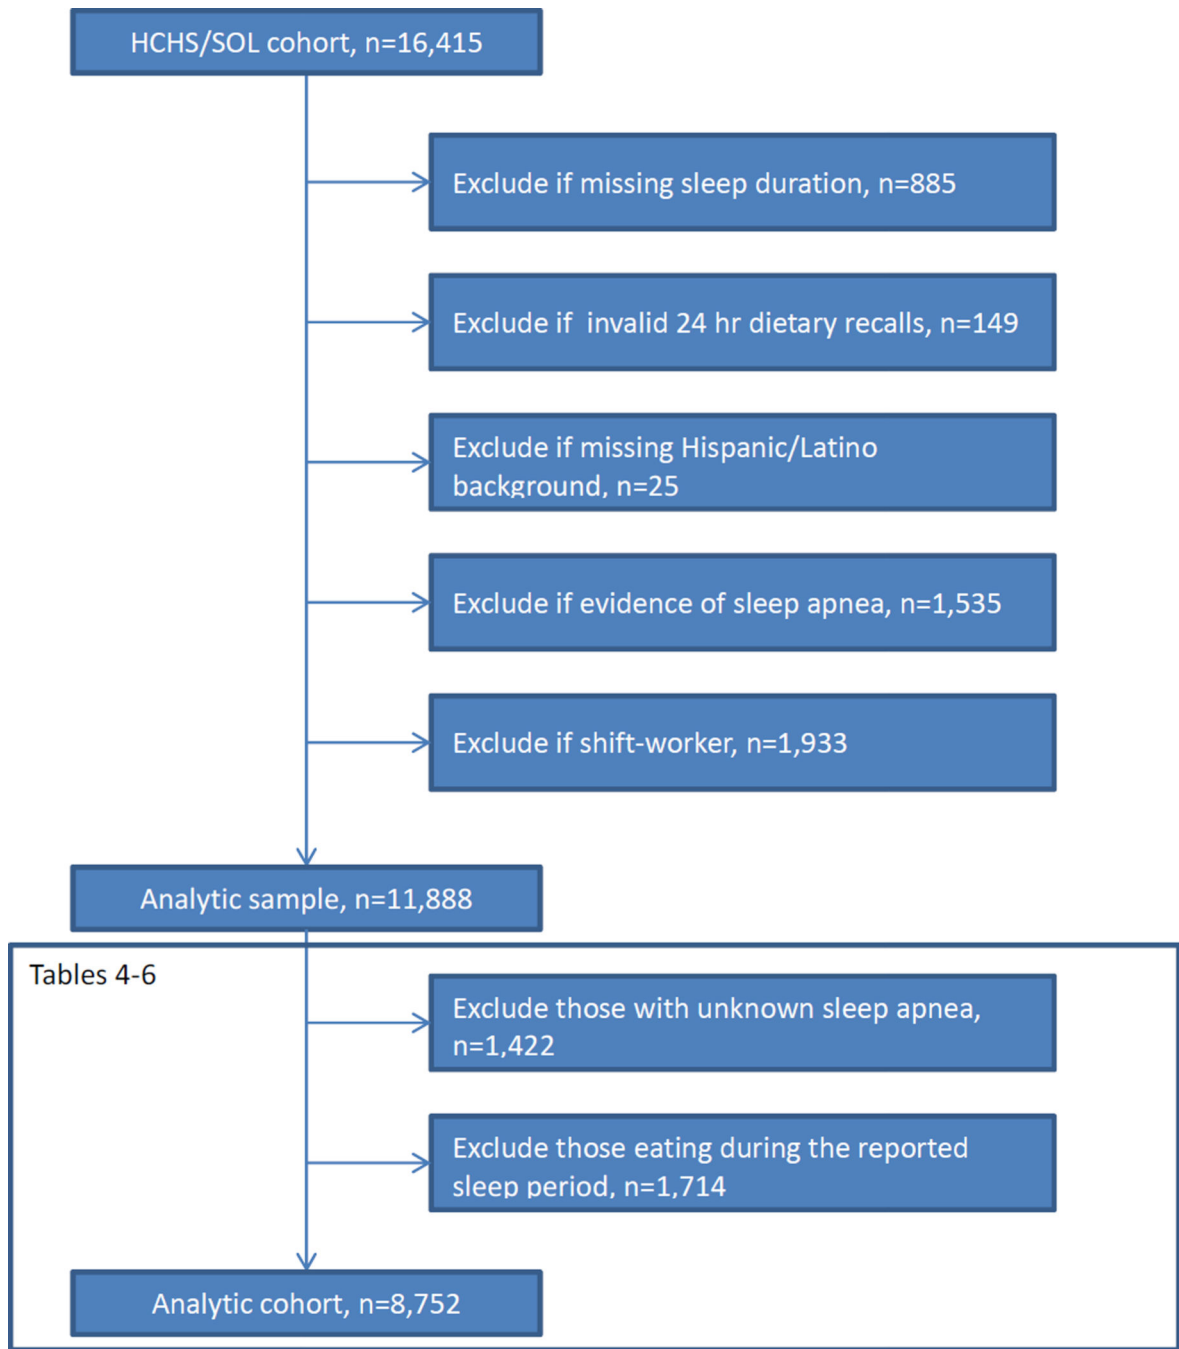 HCHS/SOL cohort, n=16,415
Exclude if missing sleep duration, n=885
Exclude if  invalid 24 hr dietary recalls, n=149
Exclude if missing Hispanic/Latino
background, n=25
Exclude if evidence of sleep apnea, n=1,535
Exclude if shift-worker, n=1,933
Analytic sample, n=11,888
Tables 4-6
Exclude those with unknown sleep apnea,
n=1,422
Exclude those eating during the reported
sleep period, n=1,714
Analytic cohort, n=8,752